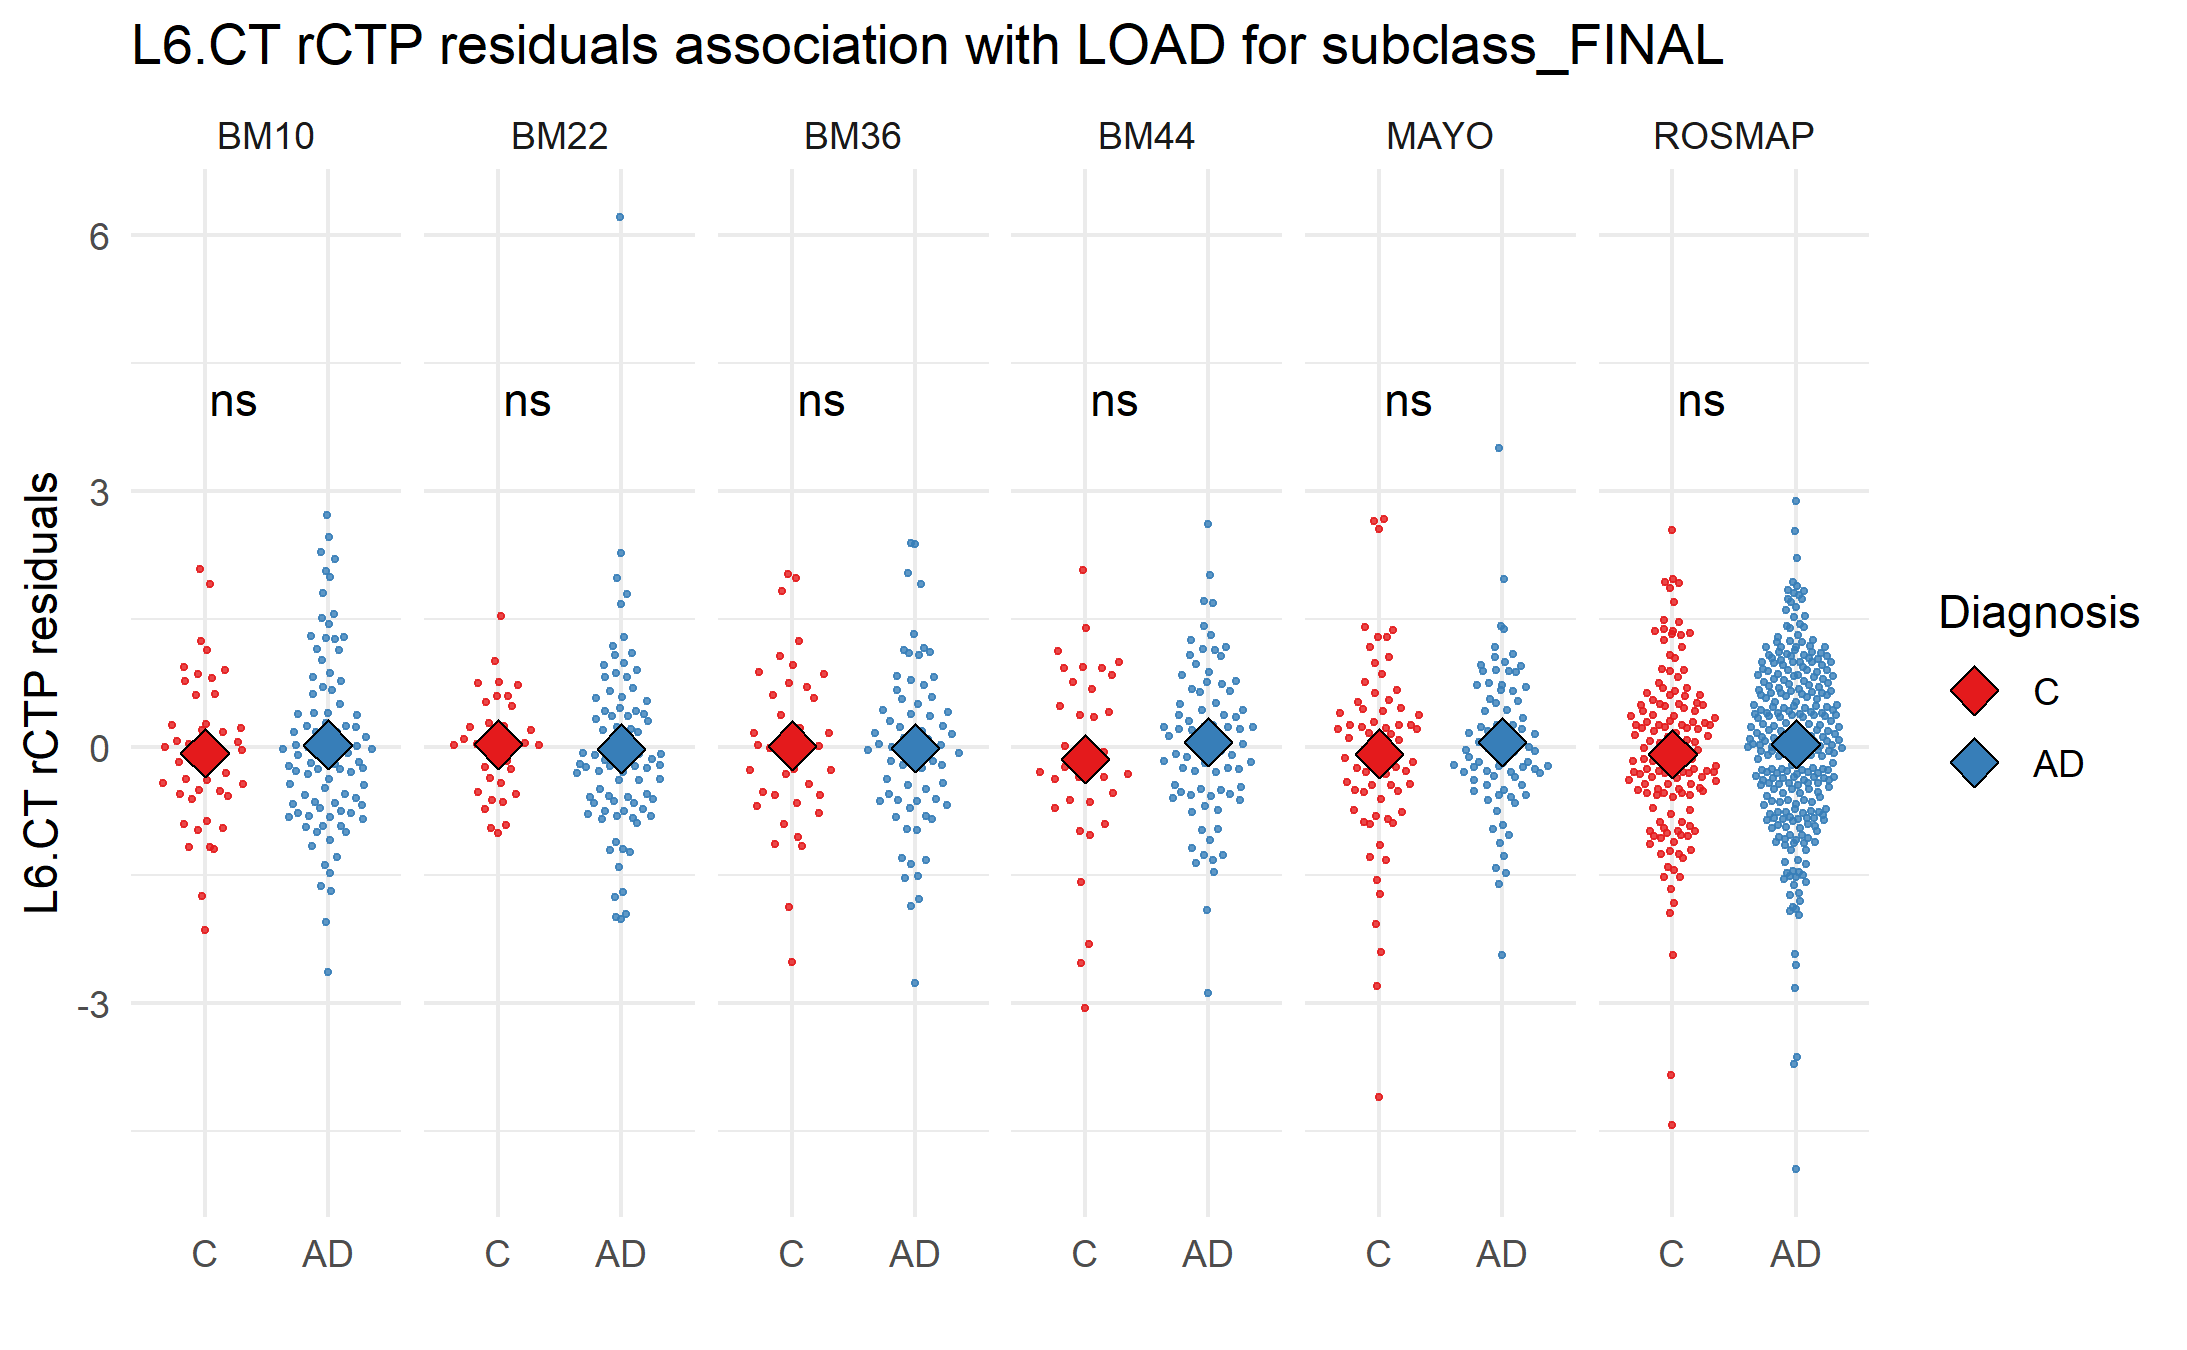 L6.CT rCTP residuals association with LOAD for subclass_FINAL
BM10 BM22 BM36 BM44 MAYO ROSMAP
6
3
0
-3
L6.CT rCTP residuals
ns ns ns ns ns ns
C AD C AD C AD C AD C AD C AD
Diagnosis
C
AD